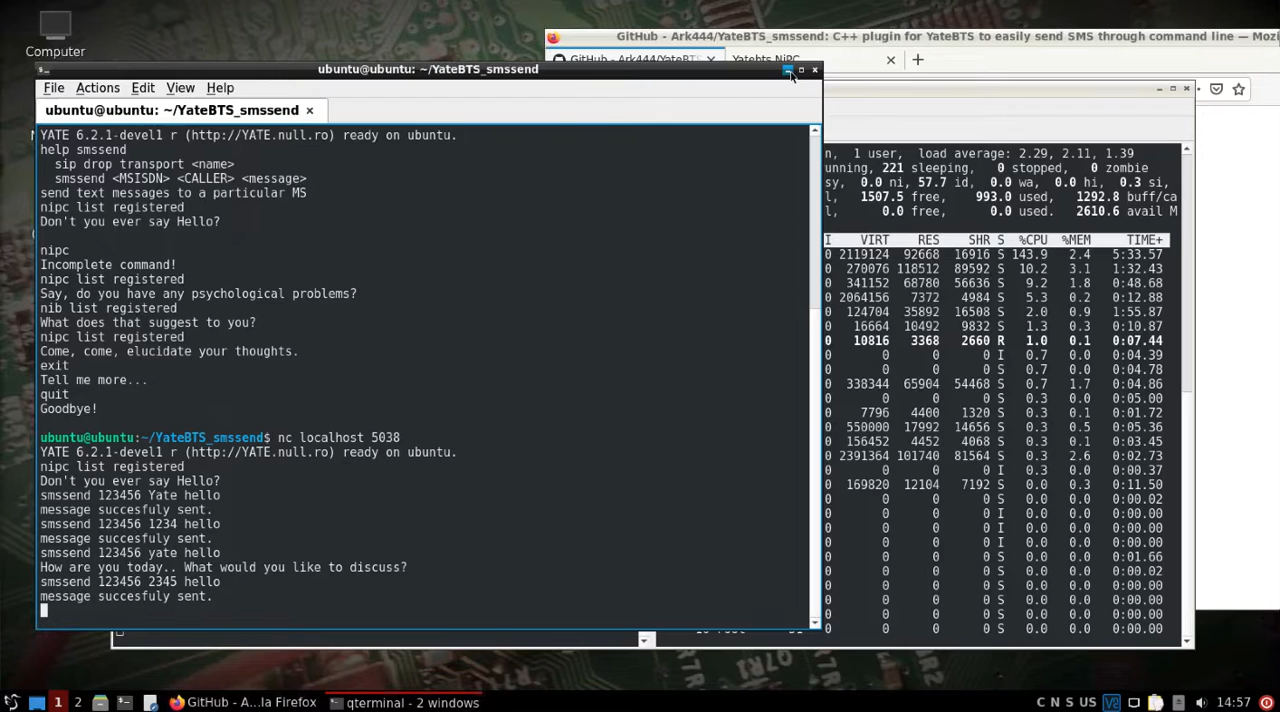 Computer
GitHub - Ark444/YateBTS_smssend: C++ plugin for YateBTS to easily send SMS through command line — Mozi
GitHub - Ark444/YateBTS
Yatebts NiPC
ubuntu@ubuntu: ~/YateBTS_smssend
File Actions Edit View Help
ubuntu@ubuntu: ~/YateBTS_smssend
YATE 6.2.1-devel1 r (http://YATE.null.ro) ready on ubuntu.
help smssend
sip drop transport <name>
smssend <MSISDN> <CALLER> <message>
send text messages to a particular MS
nipc list registered
Don't you ever say Hello?
nipc
Incomplete command!
nipc list registered
Say, do you have any psychological problems?
nib list registered
What does that suggest to you?
nipc list registered
Come, come, elucidate your thoughts.
exit
Tell me more...
quit
Goodbye!
ubuntu@ubuntu:~/YateBTS_smssend$ nc localhost 5038
YATE 6.2.1-devel1 r (http://YATE.null.ro) ready on ubuntu.
nipc list registered
Don't you ever say Hello?
smssend 123456 Yate hello
message succesfuly sent.
smssend 123456 1234 hello
message succesfuly sent.
smssend 123456 yate hello
How are you today.. What would you like to discuss?
smssend 123456 2345 hello
message succesfuly sent.
n, 1 user, load average: 2.29, 2.11, 1.39
unning, 221 sleeping, 0 stopped, 0 zombie
sy, 0.0 ni, 57.7 id, 0.0 wa, 0.0 hi, 0.3 si,
l, 1507.5 free, 993.0 used, 1292.8 buff/ca
l, 0.0 free, 0.0 used. 2610.6 avail M
I VIRT RES SHR S %CPU %MEM TIME+
0 2119124 92668 16916 S 143.9 2.4 5:33.57
0 270076 118512 89592 S 10.2 3.1 1:32.43
0 341152 68780 56636 S 9.2 1.8 0:48.68
0 2064156 7372 4984 S 5.3 0.2 0:12.88
0 124704 35892 16508 S 2.0 0.9 1:55.87
0 16664 10492 9832 S 1.3 0.3 0:10.87
0 10816 3368 2660 R 1.0 0.1 0:07.44
0 0 0 0 I 0.7 0.0 0:04.39
0 0 0 0 S 0.7 0.0 0:04.78
0 338344 65904 54468 S 0.7 1.7 0:04.86
0 0 0 0 S 0.3 0.0 0:05.00
0 7796 4400 1320 S 0.3 0.1 0:01.72
0 550000 17992 14364 S 0.3 0.5 0:05.36
0 156452 4452 4068 S 0.3 0.1 0:03.45
0 2391364 101740 81564 S 0.3 2.6 0:02.73
0 0 0 0 I 0.3 0.0 0:00.37
0 169820 12104 7192 S 0.0 0.3 0:11.50
0 0 0 0 S 0.0 0.0 0:00.02
0 0 0 0 I 0.0 0.0 0:00.00
0 0 0 0 I 0.0 0.0 0:00.00
0 0 0 0 I 0.0 0.0 0:00.00
0 0 0 0 S 0.0 0.0 0:01.66
0 0 0 0 S 0.0 0.0 0:00.02
0 0 0 0 S 0.0 0.0 0:00.00
0 0 0 0 S 0.0 0.0 0:00.00
0 0 0 0 S 0.0 0.0 0:00.00
0 0 0 0 S 0.0 0.0 0:00.00
1 2 GitHub - A...la Firefox qterminal - 2 windows C N S US 14:57